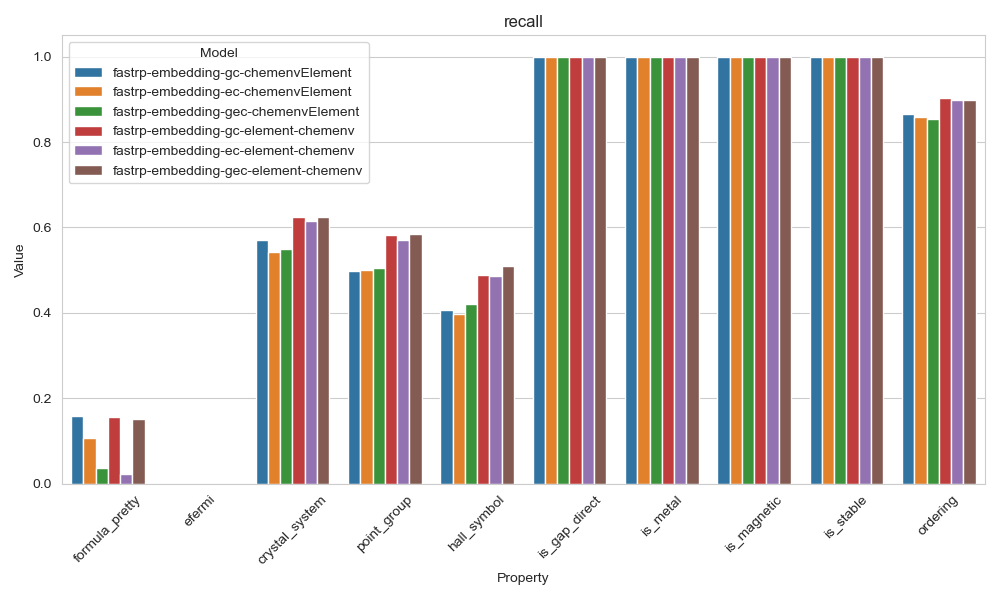 recall
Model
fastrp-embedding-gc-chemenvElement
fastrp-embedding-ec-chemenvElement
fastrp-embedding-gec-chemenvElement
fastrp-embedding-gc-element-chemenv
fastrp-embedding-ec-element-chemenv
fastrp-embedding-gec-element-chemenv
Value
1.0
0.8
0.6
0.4
0.2
0.0
formula_pretty
efermi
crystal_system
point_group
hall_symbol
is_gap_direct
is_metal
is_magnetic
is_stable
ordering
Property